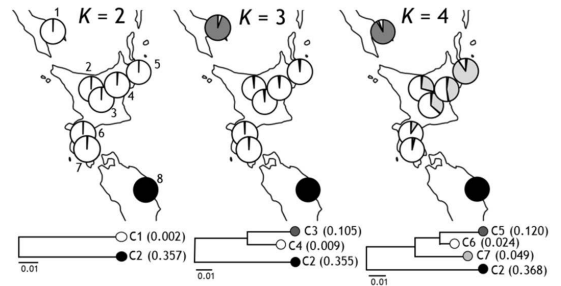 K = 2
K = 3
K = 4
1
2
3
4
5
6
7
8
C1 (0.002)
C2 (0.357)
0.01
C3 (0.105)
C4 (0.009)
C2 (0.355)
0.01
C5 (0.120)
C6 (0.024)
C7 (0.049)
C2 (0.368)
0.01